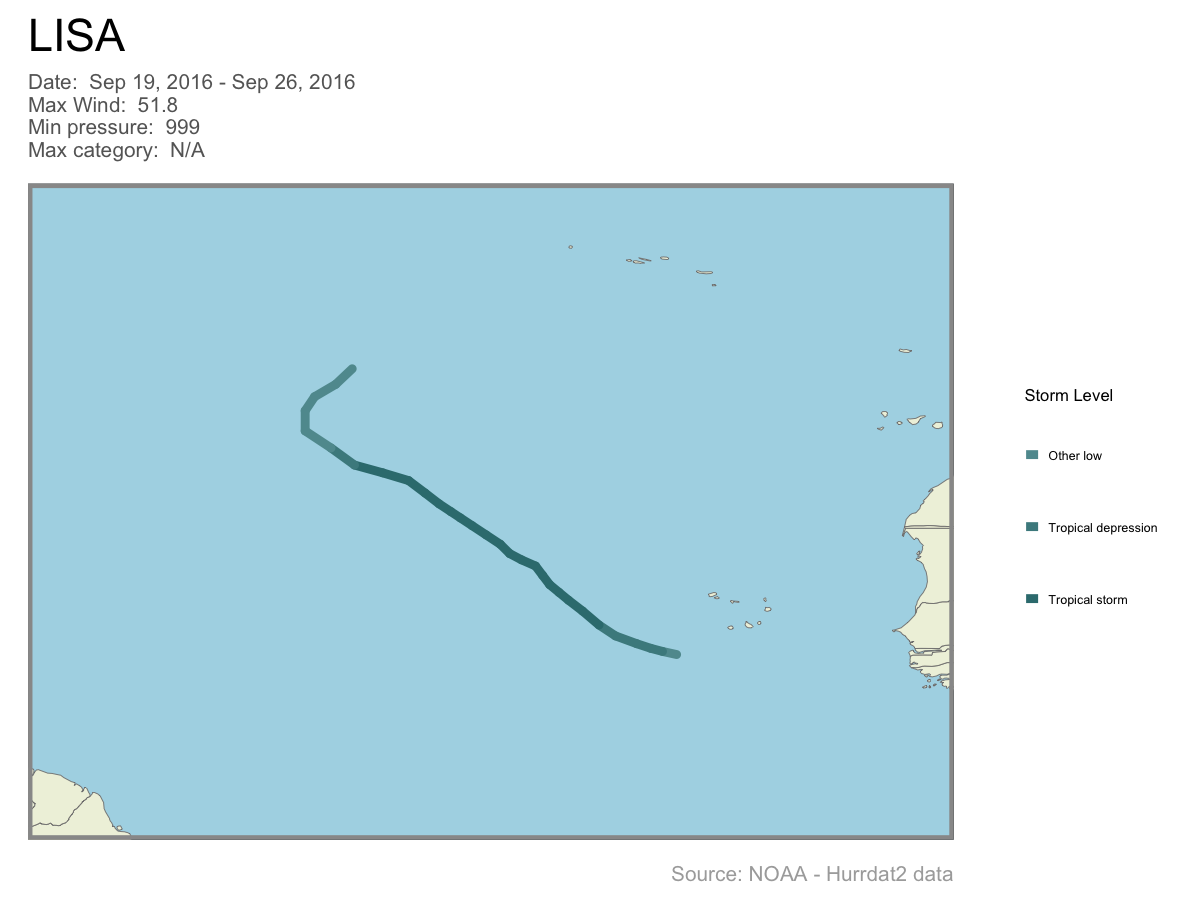 LISA
Date:  Sep 19, 2016 - Sep 26, 2016
Max Wind:  51.8
Min pressure:  999
Max category:  N/A
Storm Level
Other low
Tropical depression
Tropical storm
Source: NOAA - Hurrdat2 data